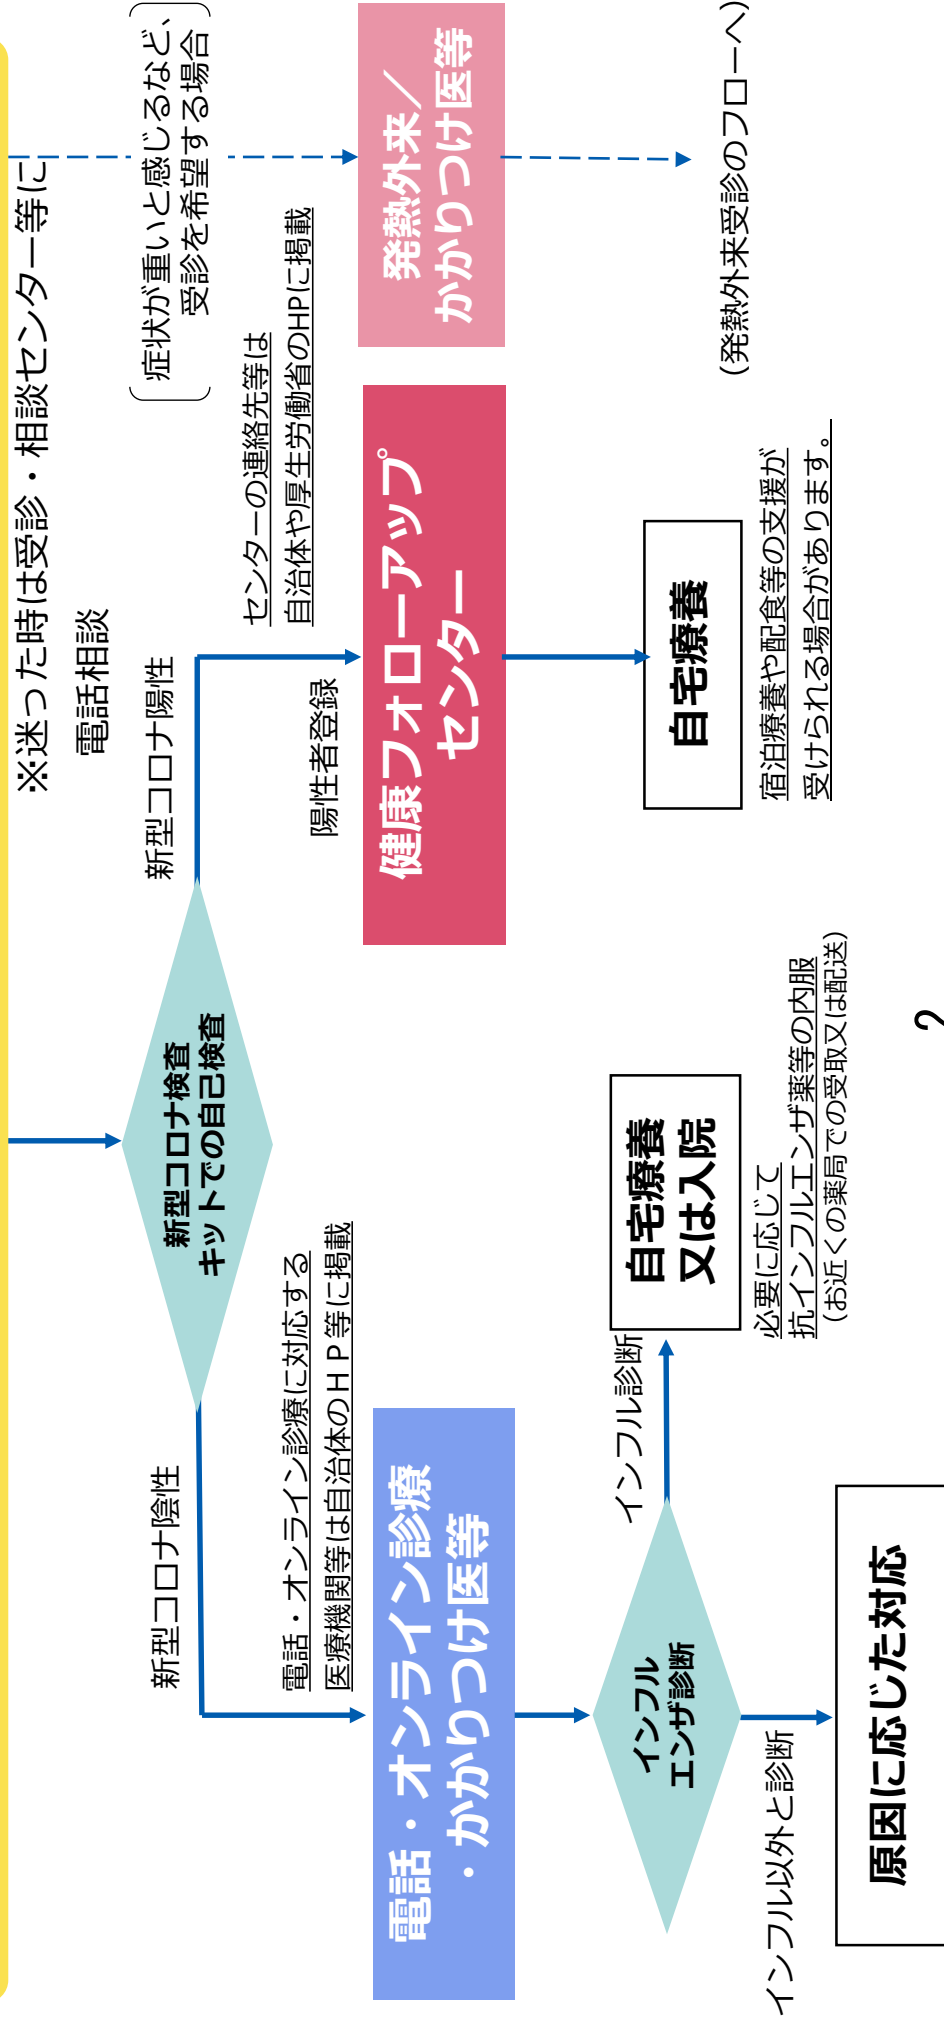 ※迷った時は受診・相談センター等に
電話相談
症状が重いと感じるなど、
受診を希望する場合
新型コロナ検査
キットでの自己検査
新型コロナ陰性
新型コロナ陽性
電話・オンライン診療に対応する
医療機関等は自治体のＨＰ等に掲載
センターの連絡先等は
自治体や厚生労働省のHPに掲載
陽性者登録
電話・オンライン診療
・かかりつけ医等
健康フォローアップ
センター
発熱外来／
かかりつけ医等
インフル
エンザ診断
インフル診断
自宅療養
又は入院
必要に応じて
抗インフルエンザ薬等の内服
(お近くの薬局での受取又は配送)
自宅療養
宿泊療養や配食等の支援が
受けられる場合があります。
(発熱外来受診のフローへ)
インフル以外と診断
原因に応じた対応
2